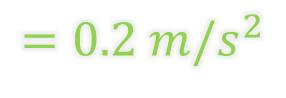 = 0.2 m/s²